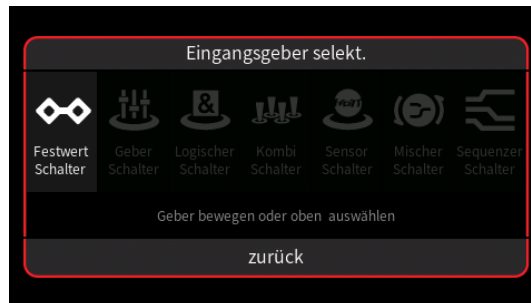 Eingangsgeber selekt.
&
Festwert Geber Logischer Kombi Sensor Mischer Sequenzer
Schalter Schalter Schalter Schalter Schalter Schalter Schalter
Geber bewegen oder oben auswählen
zurück